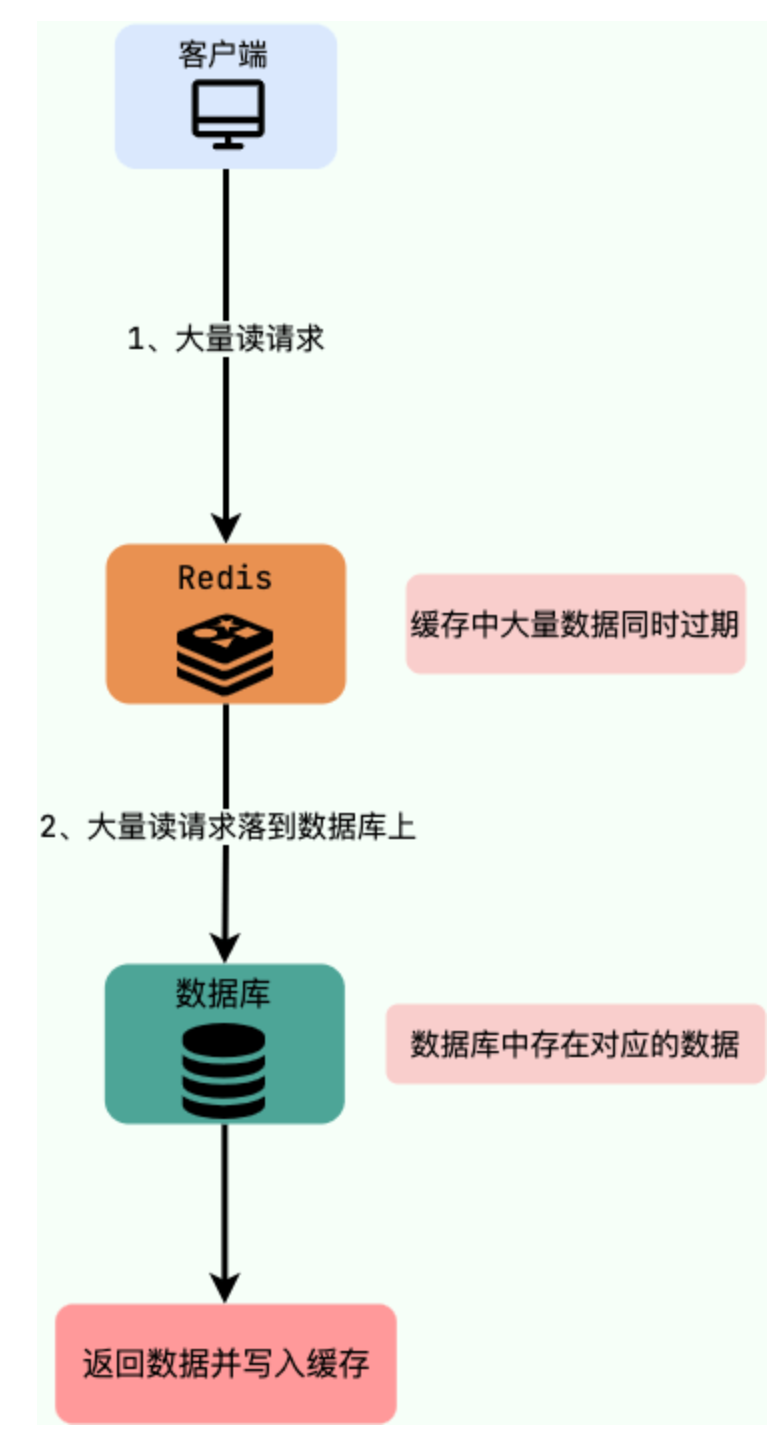 客户端
1、大量读请求
Redis
缓存中大量数据同时过期
2、大量读请求落到数据库上
数据库
数据库中存在对应的数据
返回数据并写入缓存